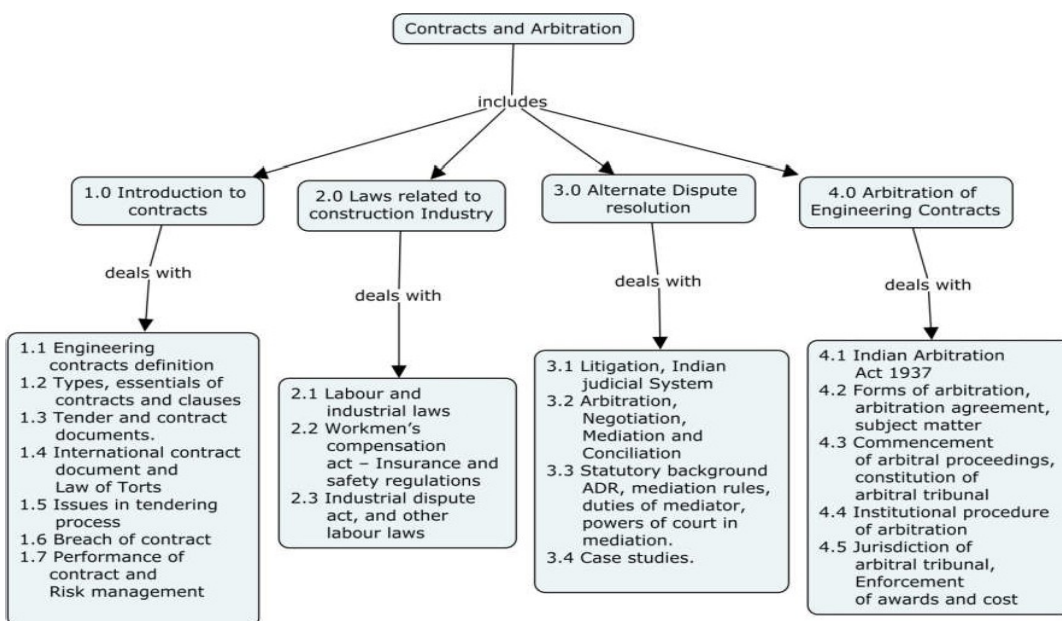 Contracts and Arbitration
includes
1.0 Introduction to
contracts
2.0 Laws related to
construction Industry
3.0 Alternate Dispute
resolution
4.0 Arbitration of
Engineering Contracts
deals with
deals with
deals with
deals with
1.1 Engineering
contracts definition
1.2 Types, essentials of
contracts and clauses
1.3 Tender and contract
documents.
1.4 International contract
document and
Law of Torts
1.5 Issues in tendering
process
1.6 Breach of contract
1.7 Performance of
contract and
Risk management
2.1 Labour and
industrial laws
2.2 Workmen's
compensation
act – Insurance and
safety regulations
2.3 Industrial dispute
act, and other
labour laws
3.1 Litigation, Indian
judicial System
3.2 Arbitration,
Negotiation,
Mediation and
Conciliation
3.3 Statutory background
ADR, mediation rules,
duties of mediator,
powers of court in
mediation.
3.4 Case studies.
4.1 Indian Arbitration
Act 1937
4.2 Forms of arbitration,
arbitration agreement,
subject matter
4.3 Commencement
of arbitral proceedings,
constitution of
arbitral tribunal
4.4 Institutional procedure
of arbitration
4.5 Jurisdiction of
arbitral tribunal,
Enforcement
of awards and cost